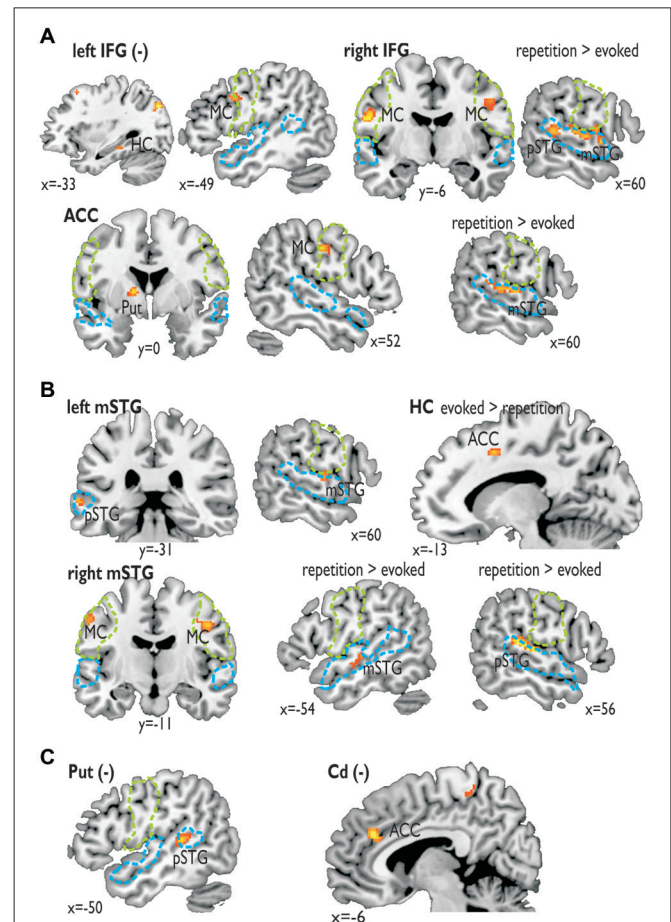 A
left IFG (-)
right IFG
repetition > evoked
MC
HC
MC
MC
pSTG
mSTG
x=-33
x=-49
y=-6
x=60
ACC
repetition > evoked
MC
Put
mSTG
y=0
x=52
x=60
B
left mSTG
HC evoked > repetition
ACC
pSTG
mSTG
y=-31
x=60
x=-13
right mSTG
repetition > evoked
repetition > evoked
MC
MC
mSTG
pSTG
y=-11
x=-54
x=56
C
Put (-)
Cd (-)
ACC
pSTG
x=-50
x=-6